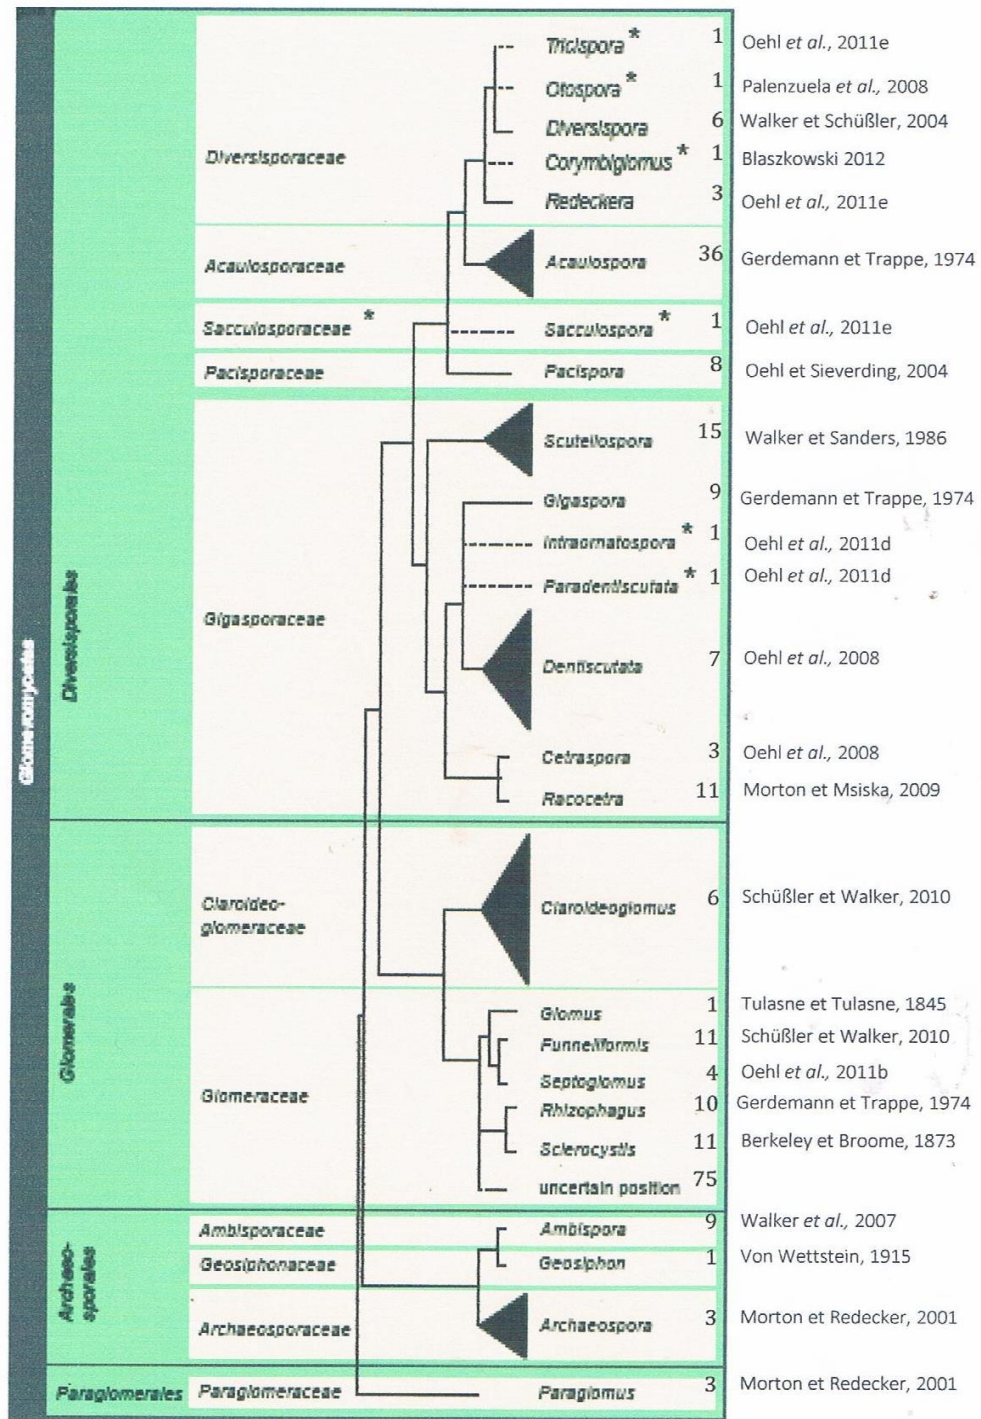 Glomeromycetes
Diversisporales
Diversisporaceae
Tricispora * 1 Oehl et al., 2011e
Otospora * 1 Palenzuela et al., 2008
Diversispora 6 Walker et Schüßler, 2004
Corymbiglomus * 1 Blaszkowski 2012
Redeckera 3 Oehl et al., 2011e
Acaulosporaceae
Acaulospora 36 Gerdemann et Trappe, 1974
Sacculosporaceae *
Sacculospora * 1 Oehl et al., 2011e
Pacisporaceae
Pacispora 8 Oehl et Sieverding, 2004
Gigasporaceae
Scutellospora 15 Walker et Sanders, 1986
Gigaspora 9 Gerdemann et Trappe, 1974
Intraornatospora * 1 Oehl et al., 2011d
Paradentiscutata * 1 Oehl et al., 2011d
Dentiscutata 7 Oehl et al., 2008
Cetraspora 3 Oehl et al., 2008
Racocetra 11 Morton et Msiska, 2009
Glomerales
Claroideo-
glomeraceae
Claroideoglomus 6 Schüßler et Walker, 2010
Glomeraceae
Glomus 1 Tulasne et Tulasne, 1845
Funneliformis 11 Schüßler et Walker, 2010
Septoglomus 4 Oehl et al., 2011b
Rhizophagus 10 Gerdemann et Trappe, 1974
Sclerocystis 11 Berkeley et Broome, 1873
uncertain position 75
Archaeo-
sporales
Ambisporaceae
Ambispora 9 Walker et al., 2007
Geosiphonaceae
Geosiphon 1 Von Wettstein, 1915
Archaeosporaceae
Archaeospora 3 Morton et Redecker, 2001
Paraglomerales
Paraglomeraceae
Paraglomus 3 Morton et Redecker, 2001